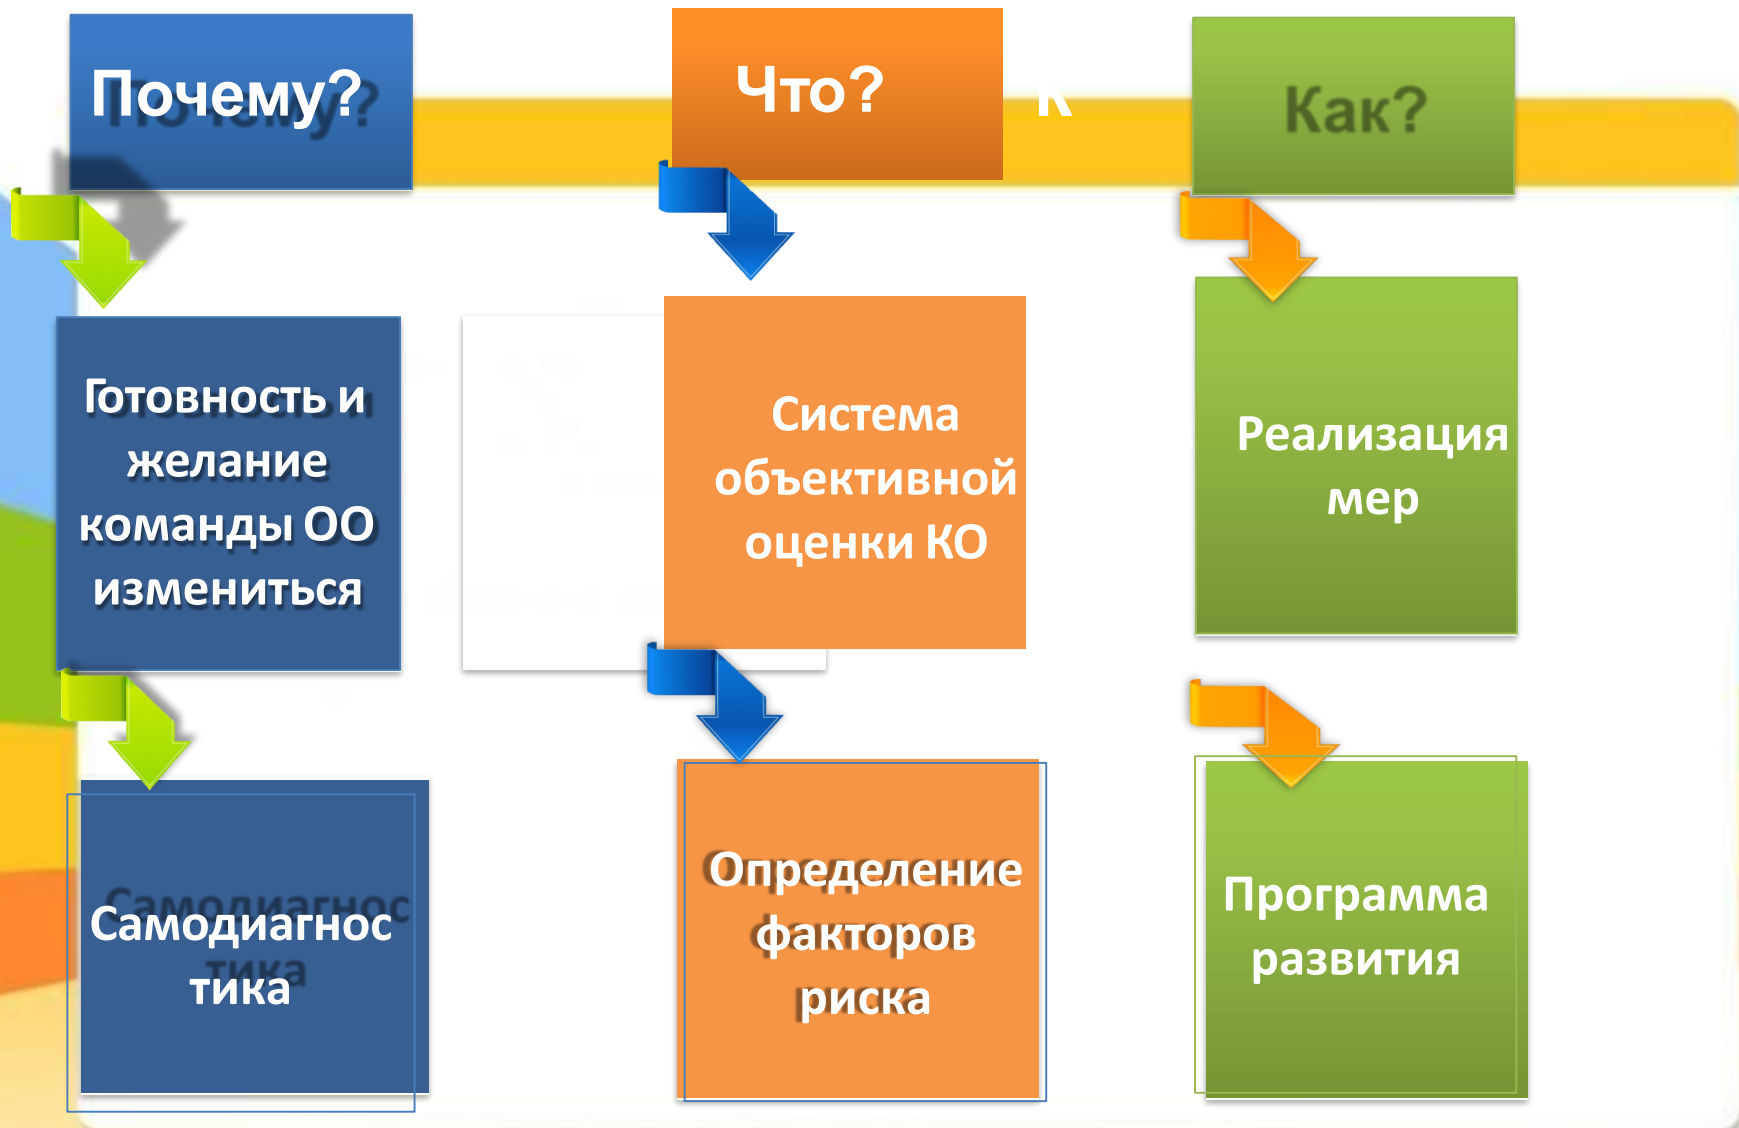 Почему?
Что?
К
Как?
Готовность и
желание
команды ОО
измениться
Система
объективной
оценки КО
Реализация
мер
Самодиагнос
тика
Определение
факторов
риска
Программа
развития